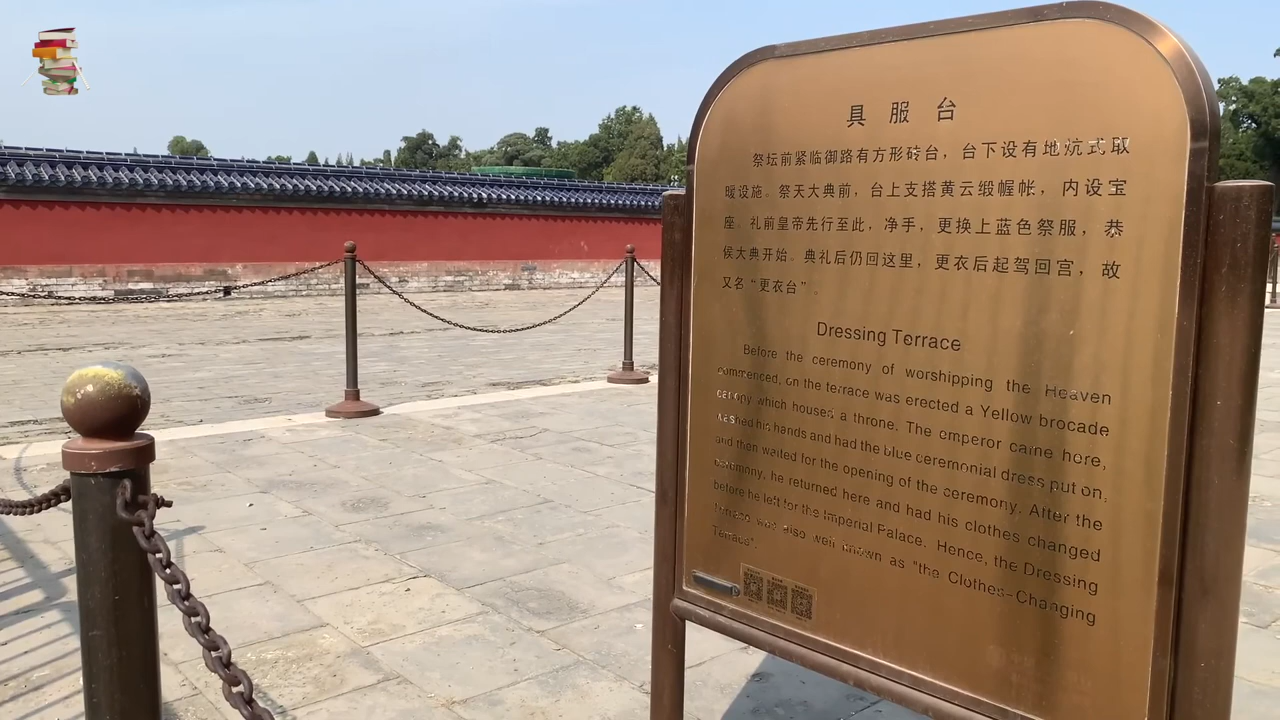 具服台
祭坛前紧临御路有方形砖台，台下设有地炕式取
暖设施。祭天大典前，台上支搭黄云缎幄帐，内设宝
座。礼前皇帝先行至此，净手，更换上蓝色祭服，恭
候大典开始。典礼后仍回这里，更衣后起驾回宫，故
又名“更衣台”。
Dressing Terrace
Before the ceremony of worshipping the Heaven
commenced, on the terrace was erected a Yellow brocade
canopy which housed a throne. The emperor came here,
washed his hands and had the blue ceremonial dress put on,
and then waited for the opening of the ceremony. After the
ceremony, he returned here and had his clothes changed
before he left for the Imperial Palace. Hence, the Dressing
Terrace was also well known as "the Clothes-Changing
Terrace".